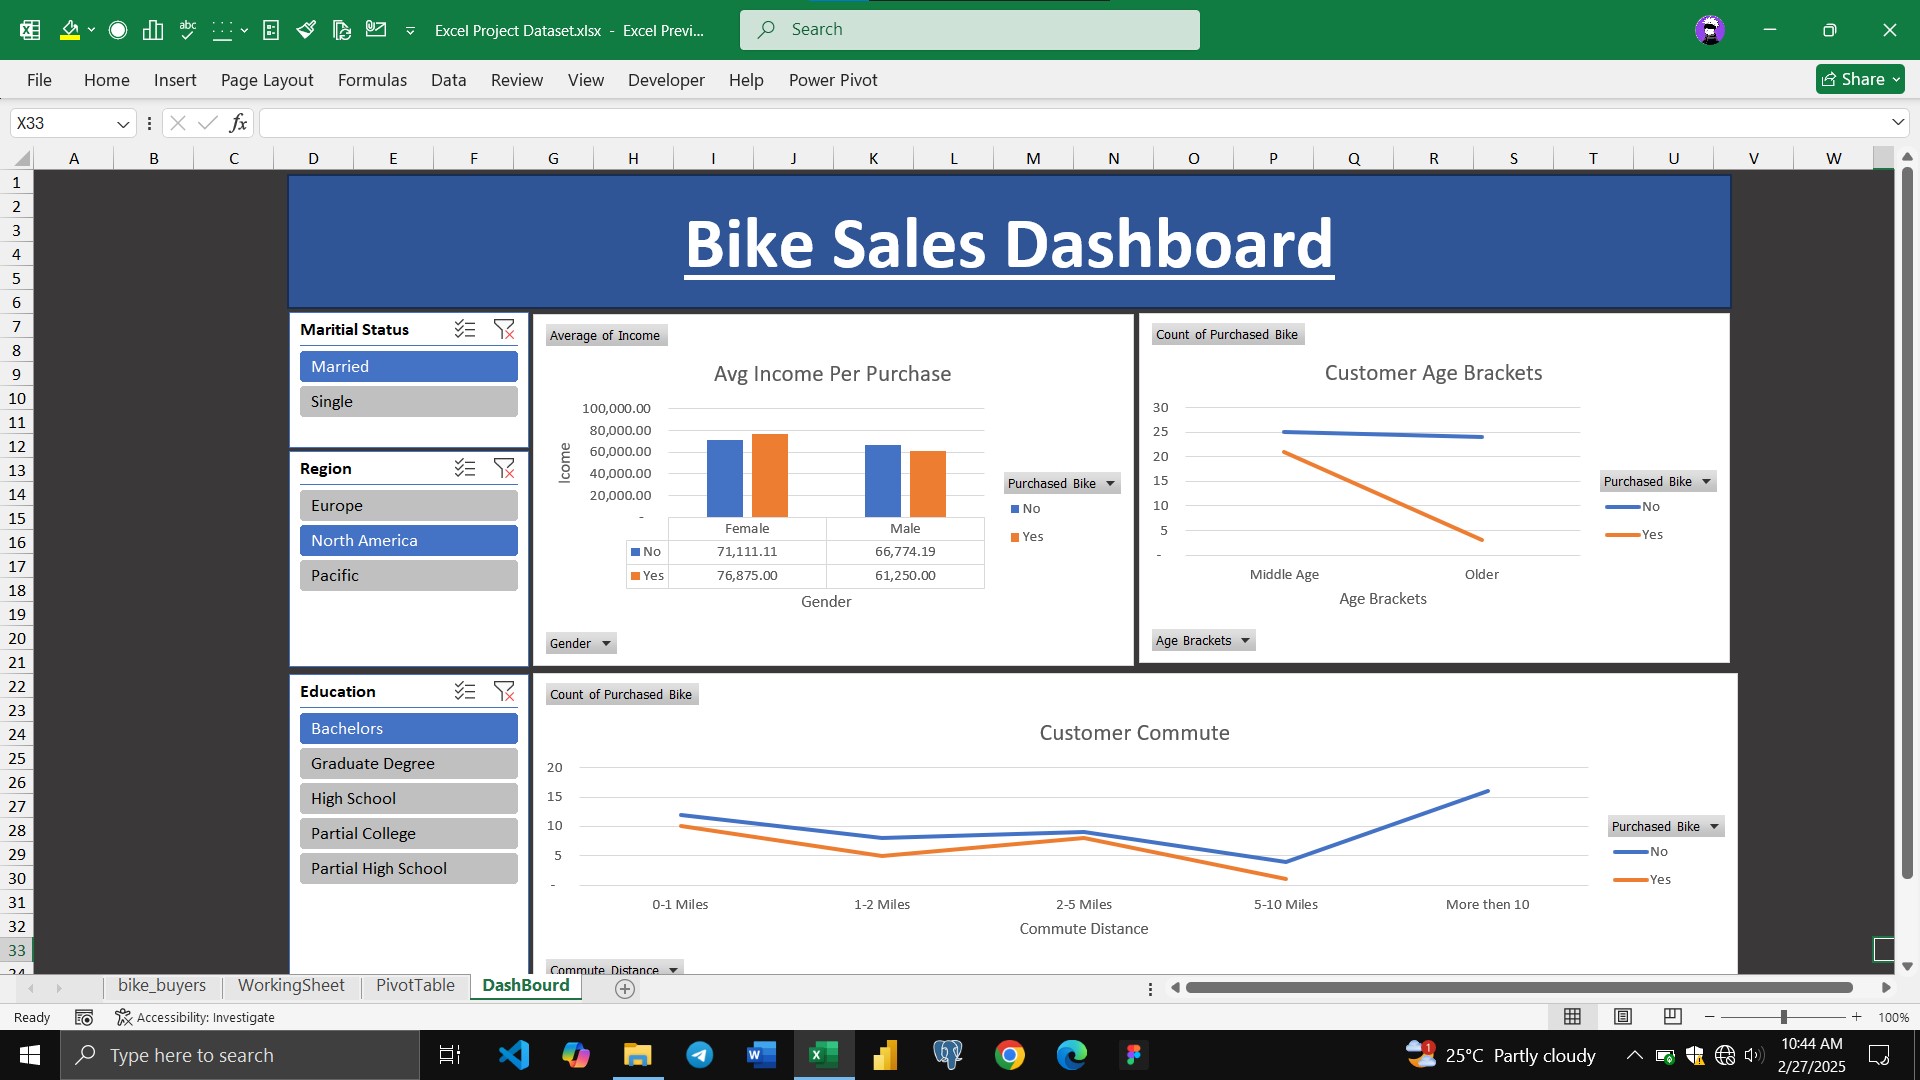 Excel Project Dataset.xlsx - Excel Previ...
Search
File Home Insert Page Layout Formulas Data Review View Developer Help Power Pivot
Share
X33
fx
A B C D E F G H I J K L M N O P Q R S T U V W
1
2
3
4
5
6
7
8
9
10
11
12
13
14
15
16
17
18
19
20
21
22
23
24
25
26
27
28
29
30
31
32
33
34
Bike Sales Dashboard
Maritial Status
Married
Single
Region
Europe
North America
Pacific
Education
Bachelors
Graduate Degree
High School
Partial College
Partial High School
Average of Income
Avg Income Per Purchase
Icome
100,000.00
80,000.00
60,000.00
40,000.00
20,000.00
-
Female Male
No 71,111.11 66,774.19
Yes 76,875.00 61,250.00
Gender
Purchased Bike
No
Yes
Gender
Count of Purchased Bike
Customer Age Brackets
30
25
20
15
10
5
-
Middle Age Older
Age Brackets
Purchased Bike
No
Yes
Age Brackets
Count of Purchased Bike
Customer Commute
20
15
10
5
-
0-1 Miles 1-2 Miles 2-5 Miles 5-10 Miles More then 10
Commute Distance
Purchased Bike
No
Yes
Commute Distance
bike_buyers WorkingSheet PivotTable DashBourd
Ready Accessibility: Investigate
100%
Type here to search
1
25°C Partly cloudy
10:44 AM
2/27/2025